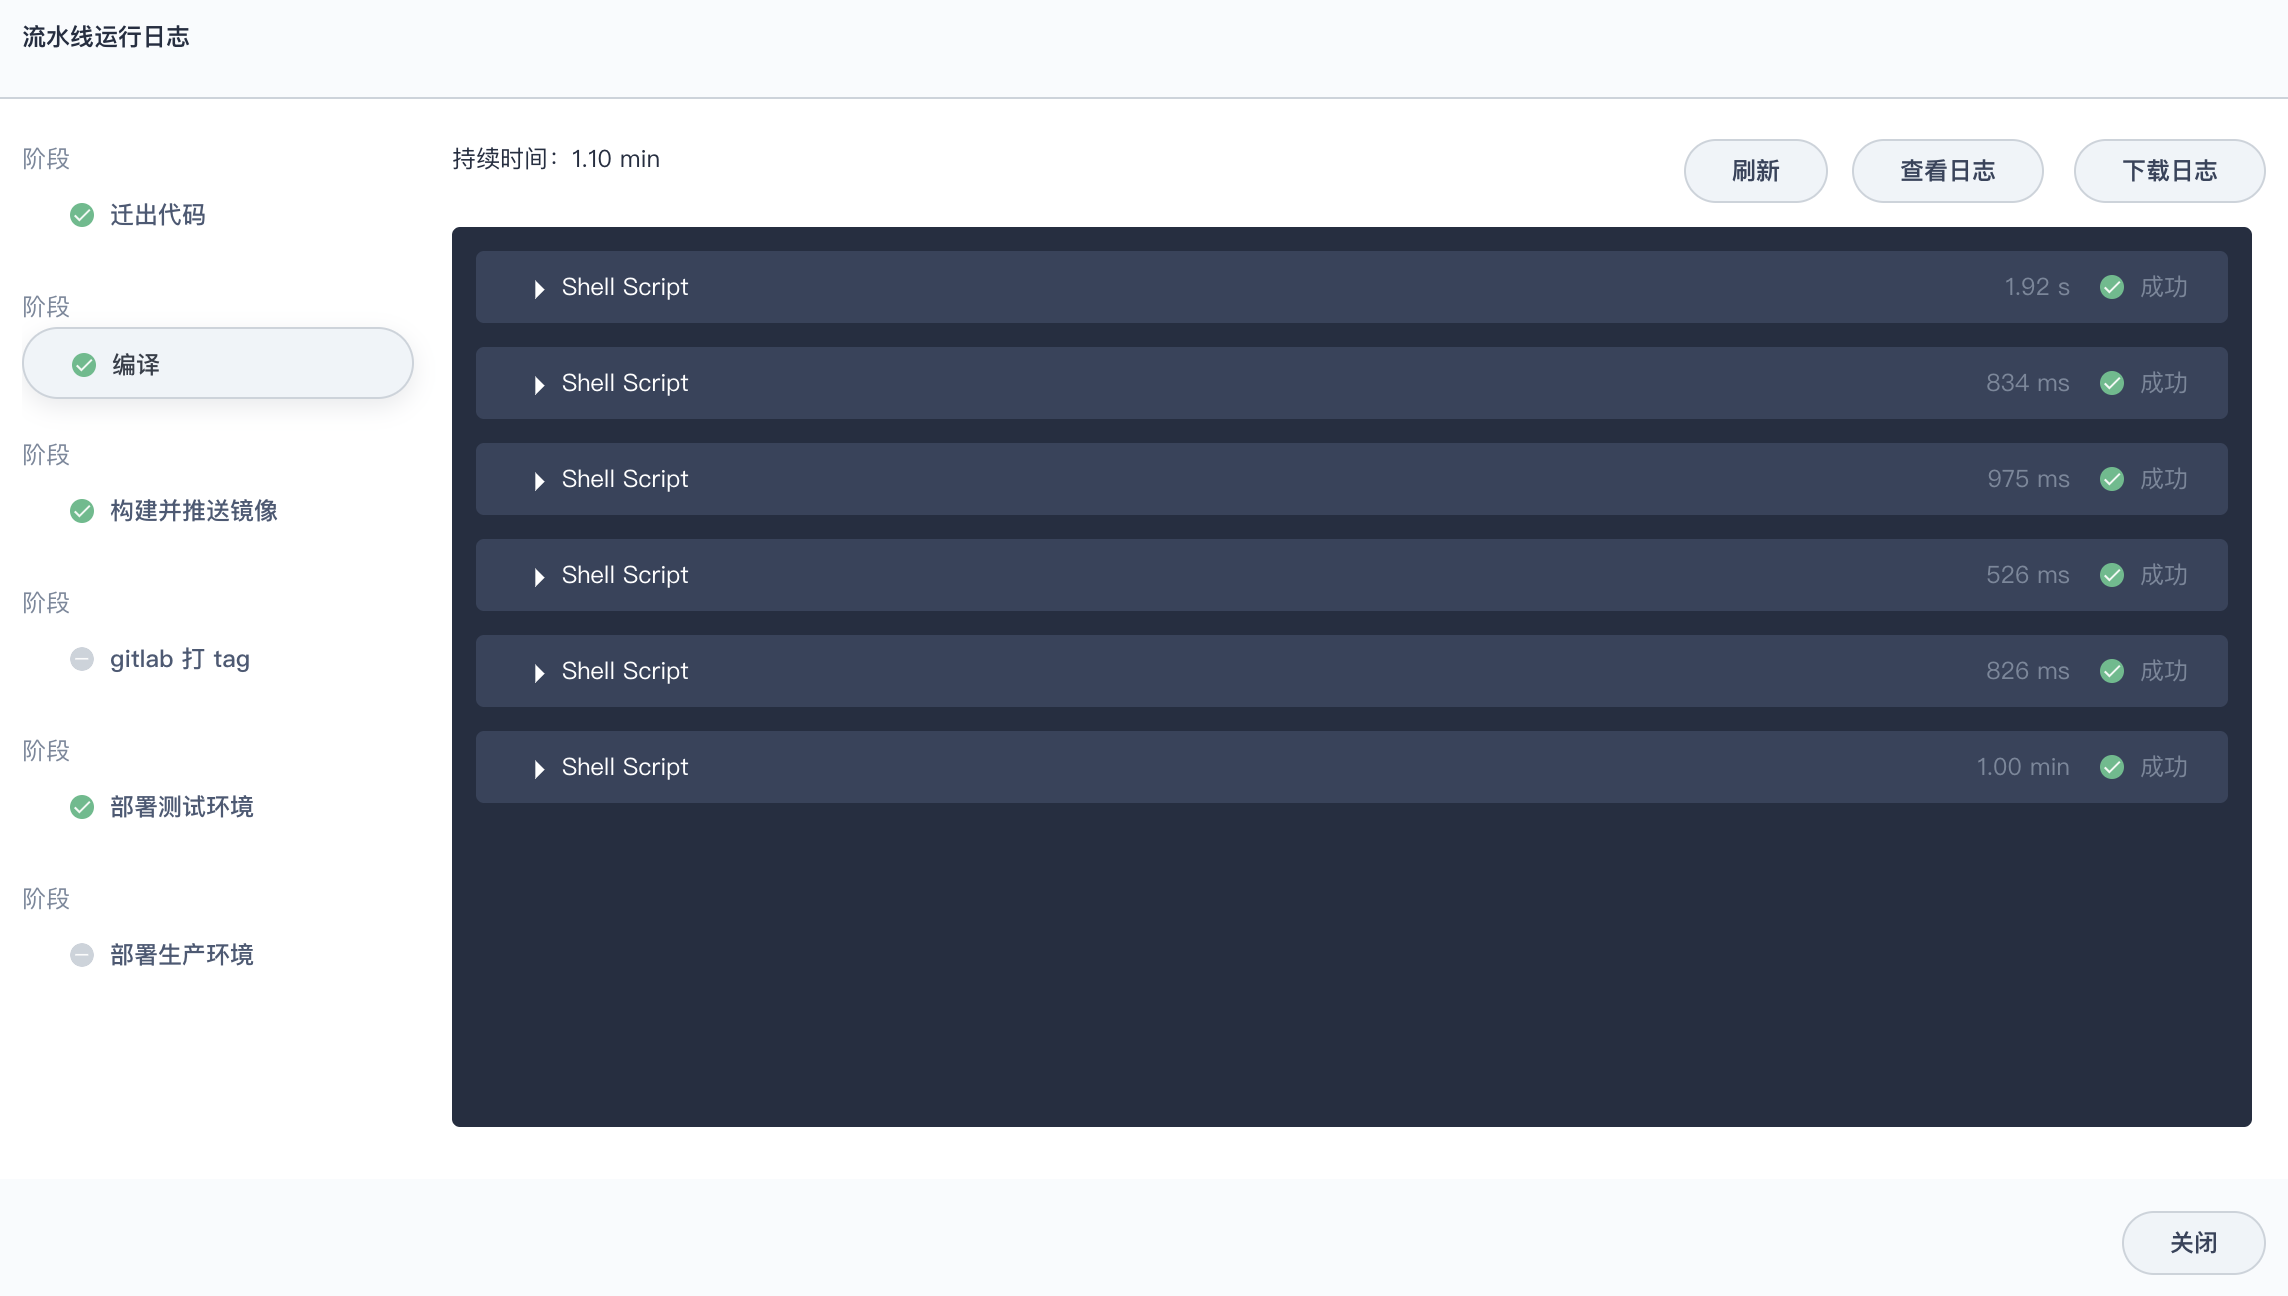 流水线运行日志
阶段
迁出代码
阶段
编译
阶段
构建并推送镜像
阶段
gitlab 打 tag
阶段
部署测试环境
阶段
部署生产环境
持续时间：1.10 min
刷新
查看日志
下载日志
Shell Script 1.92 s 成功
Shell Script 834 ms 成功
Shell Script 975 ms 成功
Shell Script 526 ms 成功
Shell Script 826 ms 成功
Shell Script 1.00 min 成功
关闭